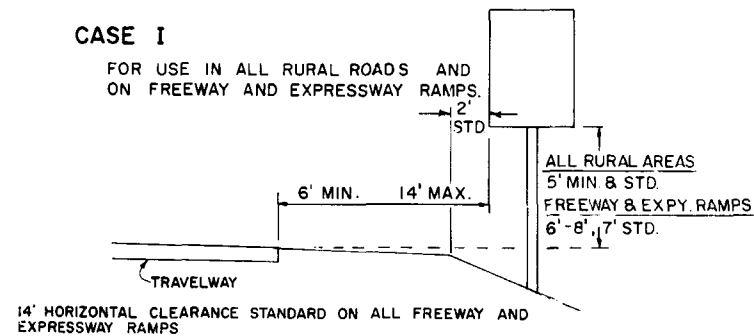 CASE I
FOR USE IN ALL RURAL ROADS AND
ON FREEWAY AND EXPRESSWAY RAMPS.
2'
STD
ALL RURAL AREAS
5' MIN. & STD.
FREEWAY & EXPY. RAMPS
6'-8', 7' STD.
6' MIN. 14' MAX.
TRAVELWAY
14' HORIZONTAL CLEARANCE STANDARD ON ALL FREEWAY AND
EXPRESSWAY RAMPS